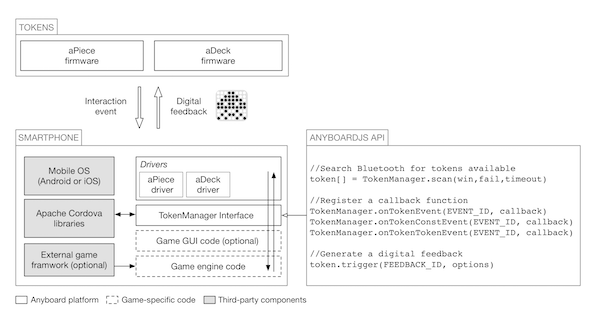 TOKENS
aPiece
firmware
aDeck
firmware
Interaction
event
Digital
feedback
SMARTPHONE
Mobile OS
(Android or iOS)
Apache Cordova
libraries
External game
framwork (optional)
Drivers
aPiece
driver
aDeck
driver
TokenManager Interface
Game GUI code (optional)
Game engine code
ANYBOARDJS API
//Search Bluetooth for tokens available
token[] = TokenManager.scan(win,fail,timeout)
//Register a callback function
TokenManager.onTokenEvent(EVENT_ID, callback)
TokenManager.onTokenConstEvent(EVENT_ID, callback)
TokenManager.onTokenTokenEvent(EVENT_ID, callback)
//Generate a digital feedback
token.trigger(FEEDBACK_ID, options)
Anyboard platform
Game-specific code
Third-party components